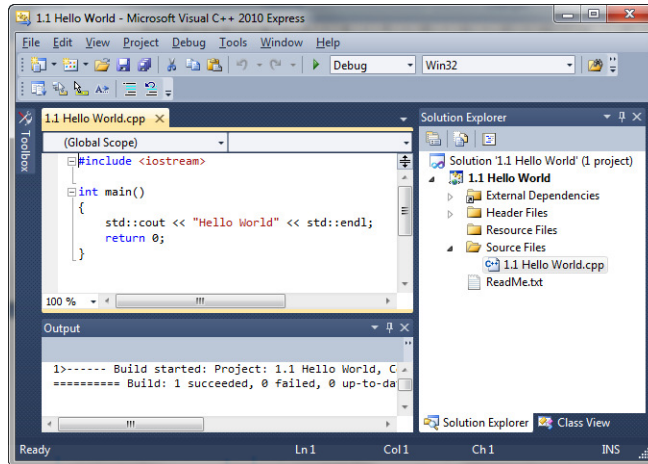 1.1 Hello World - Microsoft Visual C++ 2010 Express
File Edit View Project Debug Tools Window Help
Debug Win32
Toolbox
1.1 Hello World.cpp
(Global Scope)
#include <iostream>
int main()
{
std::cout << "Hello World" << std::endl;
return 0;
}
100 %
Output
1>------ Build started: Project: 1.1 Hello World,
========== Build: 1 succeeded, 0 failed, 0
Solution Explorer
Solution '1.1 Hello World' (1 project)
1.1 Hello World
External Dependencies
Header Files
Resource Files
Source Files
1.1 Hello World.cpp
ReadMe.txt
Solution Explorer Class View
Ready Ln 1 Col 1 Ch 1 INS